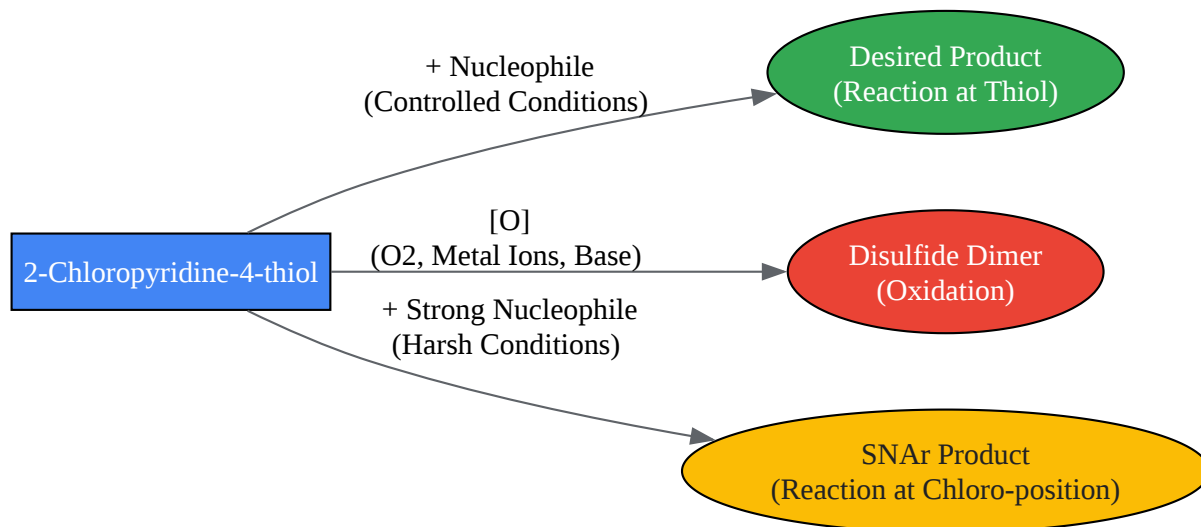 + Nucleophile
(Controlled Conditions)
Desired Product
(Reaction at Thiol)
2-Chloropyridine-4-thiol
[O]
(O2, Metal Ions, Base)
Disulfide Dimer
(Oxidation)
+ Strong Nucleophile
(Harsh Conditions)
SNAr Product
(Reaction at Chloro-position)